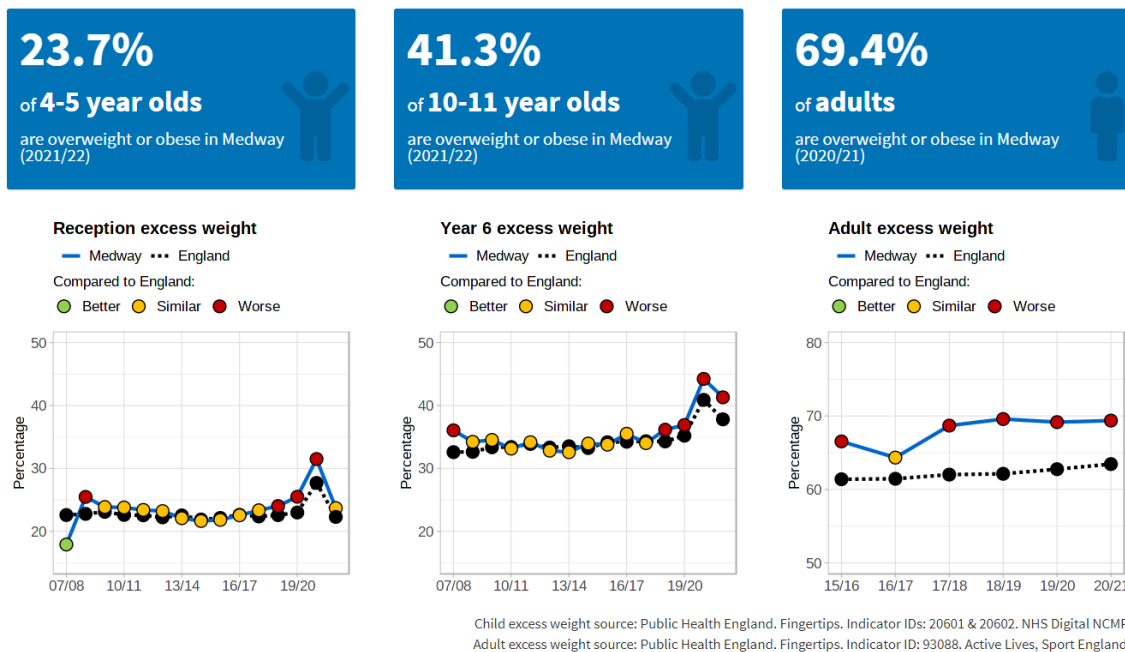 23.7%
of 4-5 year olds
are overweight or obese in Medway
(2021/22)
41.3%
of 10-11 year olds
are overweight or obese in Medway
(2021/22)
69.4%
of adults
are overweight or obese in Medway
(2020/21)
Reception excess weight
Medway England
Compared to England:
Better Similar Worse
50
40
30
20
Percentage
07/08 10/11 13/14 16/17 19/20
Year 6 excess weight
Medway England
Compared to England:
Better Similar Worse
50
40
30
20
Percentage
07/08 10/11 13/14 16/17 19/20
Adult excess weight
Medway England
Compared to England:
Better Similar Worse
80
70
60
50
Percentage
15/16 16/17 17/18 18/19 19/20 20/21
Child excess weight source: Public Health England. Fingertips. Indicator IDs: 20601 & 20602. NHS Digital NCMP
Adult excess weight source: Public Health England. Fingertips. Indicator ID: 93088. Active Lives, Sport England